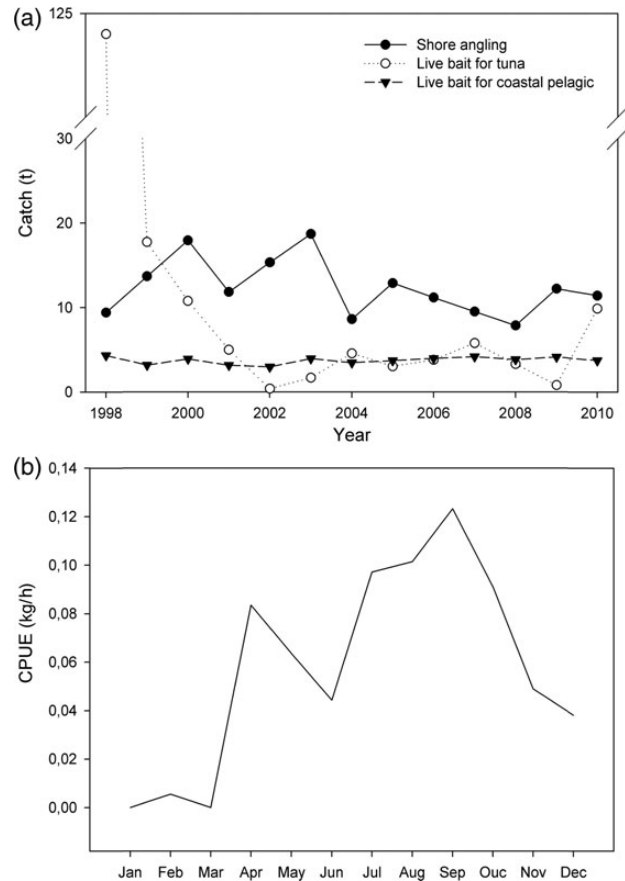 (a)
125
Shore angling
Live bait for tuna
Live bait for coastal pelagic
30
20
10
0
Catch (t)
1998 2000 2002 2004 2006 2008 2010
Year
(b)
0,14
0,12
0,10
0,08
0,06
0,04
0,02
0,00
CPUE (kg/h)
Jan Feb Mar Apr May Jun Jul Aug Sep Ouc Nov Dec